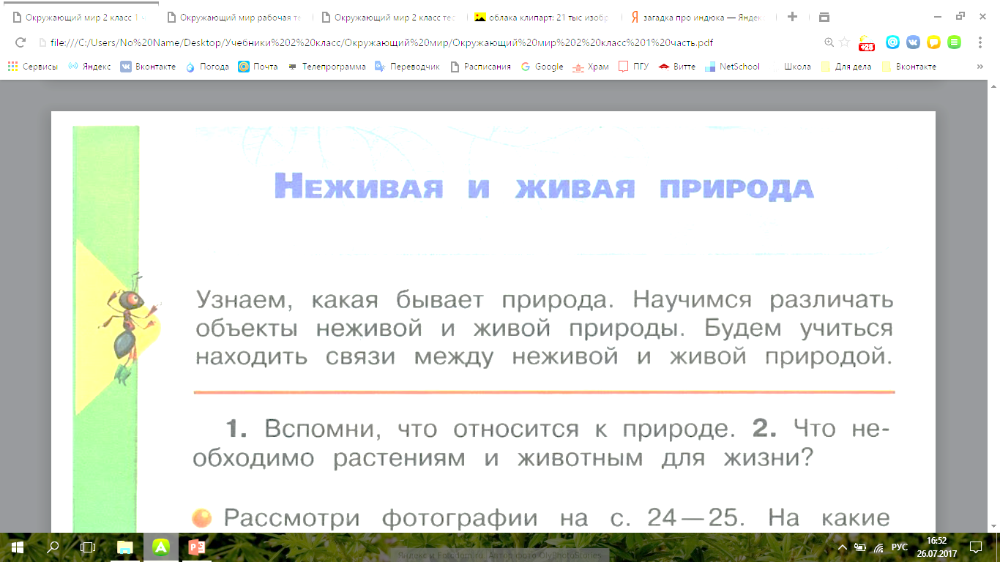 Окружающий мир 2 класс 1 ч
Окружающий мир рабочая те
Окружающий мир 2 класс тес
облака клипарт: 21 тыс изобр
загадка про индюка — Яндекс
file:///C:/Users/No%20Name/Desktop/Учебники%202%20класс/Окружающий%20мир/Окружающий%20мир%202%20класс%201%20часть.pdf
+28
Сервисы Яндекс Вконтакте Погода Почта Телепрограмма Переводчик Расписания Google Храм ПГУ Витте NetSchool Школа Для дела Вконтакте »
НЕЖИВАЯ И ЖИВАЯ ПРИРОДА
Узнаем, какая бывает природа. Научимся различать
объекты неживой и живой природы. Будем учиться
находить связи между неживой и живой природой.
1. Вспомни, что относится к природе. 2. Что не-
обходимо растениям и животным для жизни?
Рассмотри фотографии на с. 24—25. На какие
РУС
16:52
26.07.2017